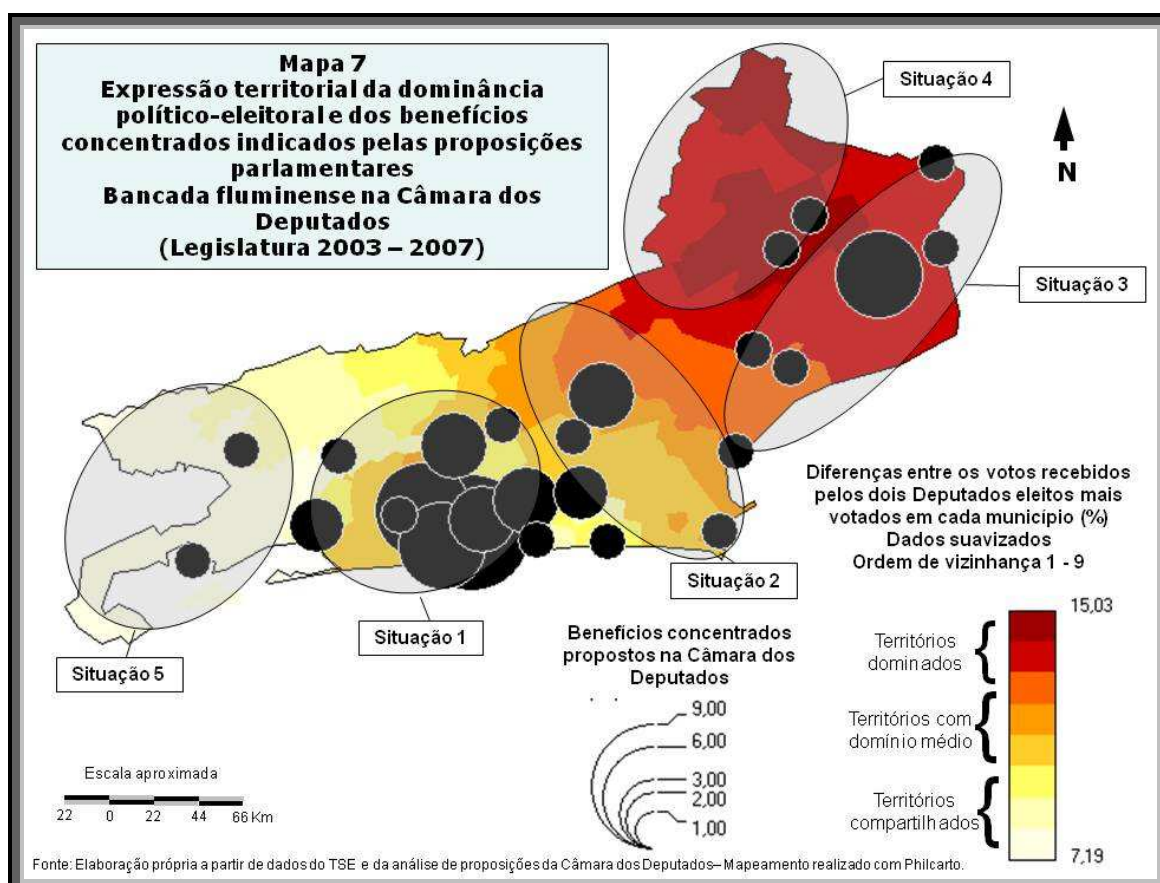 Mapa 7
Expressão territorial da dominância
político-eleitoral e dos benefícios
concentrados indicados pelas proposições
parlamentares
Bancada fluminense na Câmara dos
Deputados
(Legislatura 2003 – 2007)
Situação 4
N
Situação 3
Situação 2
Situação 1
Situação 5
Diferenças entre os votos recebidos
pelos dois Deputados eleitos mais
votados em cada município (%)
Dados suavizados
Ordem de vizinhança 1 - 9
15,03
Territórios
dominados
Territórios com
domínio médio
Territórios
compartilhados
7,19
Benefícios concentrados
propostos na Câmara dos
Deputados
9,00
6,00
3,00
2,00
1,00
Escala aproximada
22 0 22 44 66 Km
Fonte: Elaboração própria a partir de dados do TSE e da análise de proposições da Câmara dos Deputados– Mapeamento realizado com Philcarto.